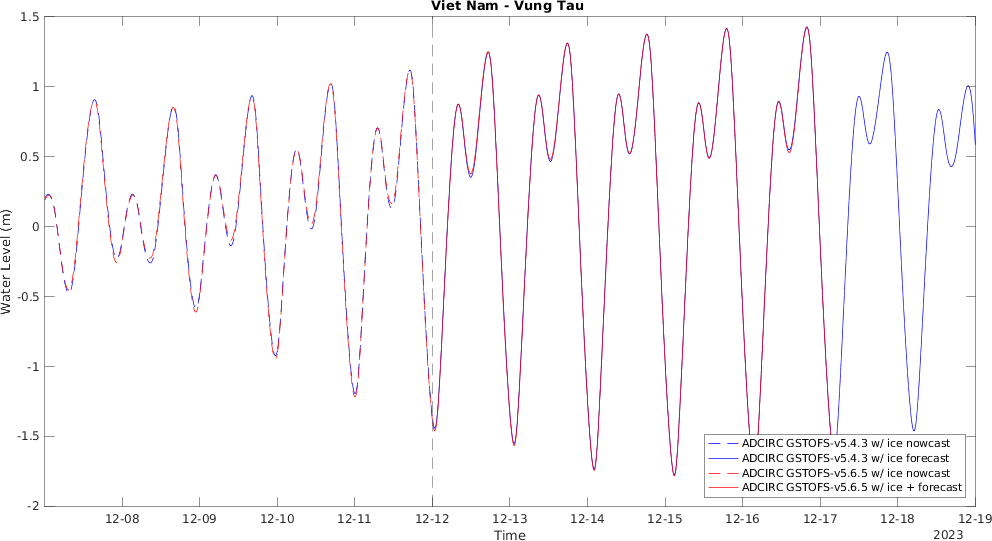 Viet Nam - Vung Tau
1.5
1
0.5
0
-0.5
-1
-1.5
-2
Water Level (m)
ADCIRC GSTOFS-v5.4.3 w/ ice nowcast
ADCIRC GSTOFS-v5.4.3 w/ ice forecast
ADCIRC GSTOFS-v5.6.5 w/ ice nowcast
ADCIRC GSTOFS-v5.6.5 w/ ice + forecast
12-08 12-09 12-10 12-11 12-12 12-13 12-14 12-15 12-16 12-17 12-18 12-19
Time
2023